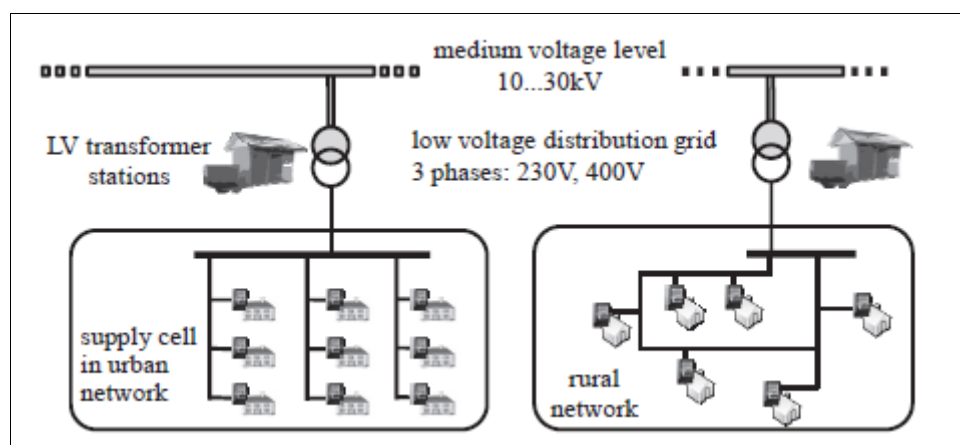 medium voltage level
10...30kV
LV transformer
stations
low voltage distribution grid
3 phases: 230V, 400V
supply cell
in urban
network
rural
network